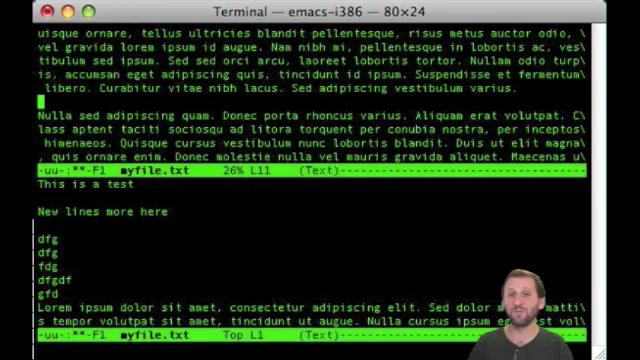 Terminal — emacs-i386 — 80×24
uisque ornare, tellus ultricies blandit pellentesque, risus metus auctor odio, \
vel gravida lorem ipsum id augue. Nam nibh mi, pellentesque in lobortis ac, ves\
tibulum sed ipsum. Sed sed orci arcu, laoreet lobortis tortor. Nullam odio turp\
is, accumsan eget adipiscing quis, tincidunt id ipsum. Suspendisse et fermentum\
libero. Curabitur vitae nibh lacus. Sed adipiscing vestibulum varius.
Nulla sed adipiscing quam. Donec porta rhoncus varius. Aliquam erat volutpat. C\
lass aptent taciti sociosqu ad litora torquent per conubia nostra, per inceptos\
himenaeos. Quisque cursus vestibulum nunc lobortis blandit. Duis ut elit magna\
, quis ornare enim. Donec molestie nulla vel mauris gravida aliquet. Maecenas u\
-uu-:**-F1 myfile.txt 26% L11 (Text)
This is a test
New lines more here
dfg
dfg
fdg
dfgdf
gfd
Lorem ipsum dolor sit amet, consectetur adipiscing elit. Sed dolor
s tempor volutpat sit amet, tincidunt ut augue. Nulla cursus ipsum vol\
-uu-:**-F1 myfile.txt Top L1 (Text)